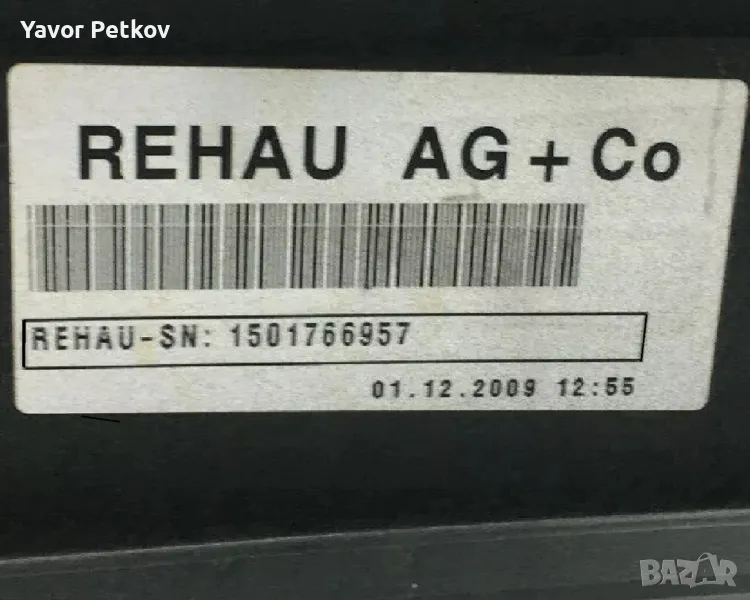 Yavor Petkov
REHAU AG + Co
REHAU-SN: 1501766957
01.12.2009 12:55
BAZAR